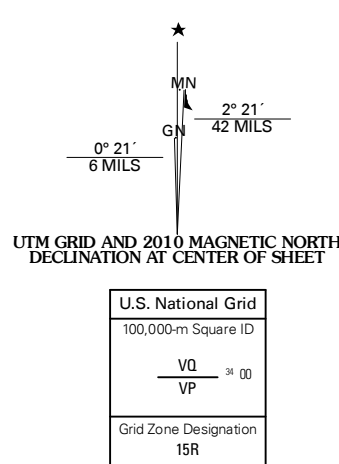 ★
MN
GN
2° 21´
42 MILS
0° 21´
6 MILS
UTM GRID AND 2010 MAGNETIC NORTH
DECLINATION AT CENTER OF SHEET
U.S. National Grid
100,000-m Square ID
VQ
VP
34 00
Grid Zone Designation
15R